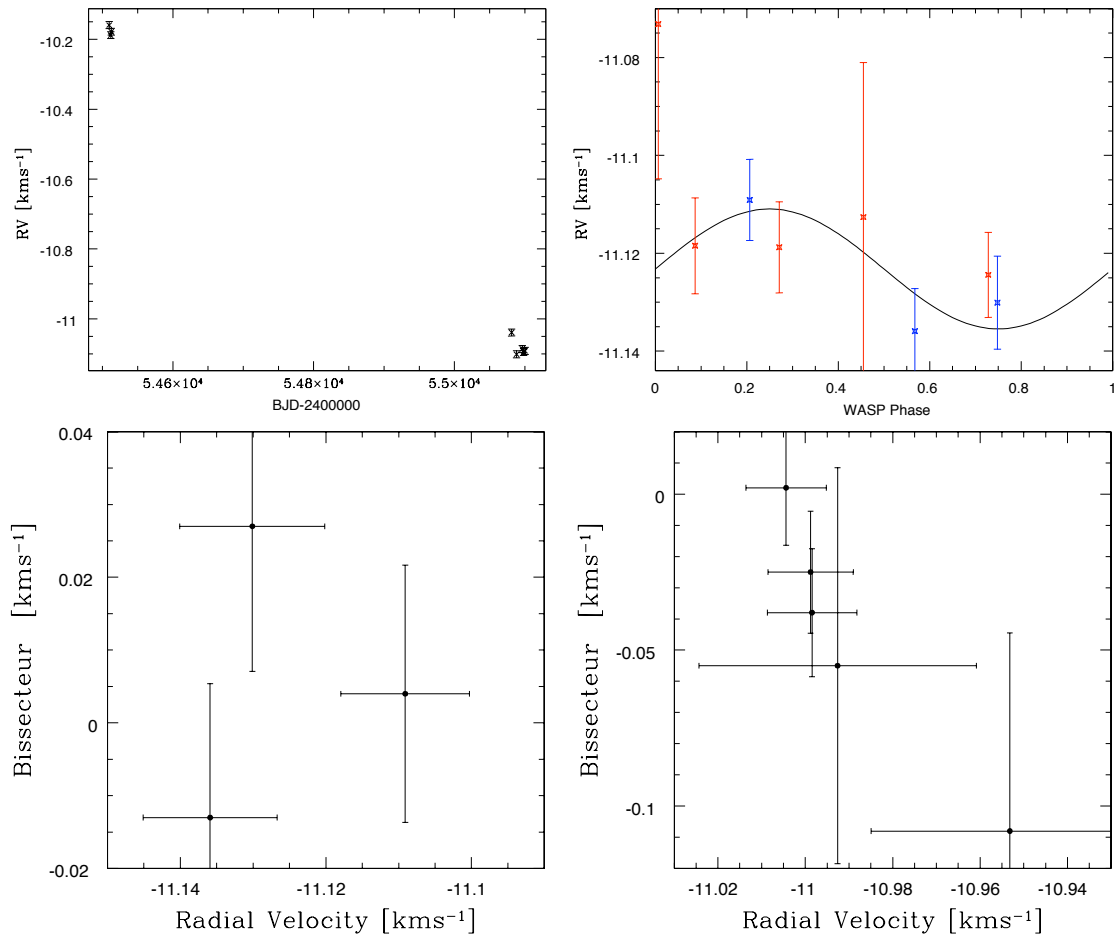 -10.2
-10.4
-10.6
-10.8
-11
RV [kms⁻¹]
5.46×10⁴ 5.48×10⁴ 5.5×10⁴
BJD-2400000
-11.08
-11.1
-11.12
-11.14
RV [kms⁻¹]
0 0.2 0.4 0.6 0.8 1
WASP Phase
0.04
0.02
0
-0.02
Bissecteur [kms⁻¹]
-11.14 -11.12 -11.1
Radial Velocity [kms⁻¹]
0
-0.05
-0.1
Bissecteur [kms⁻¹]
-11.02 -11 -10.98 -10.96 -10.94
Radial Velocity [kms⁻¹]